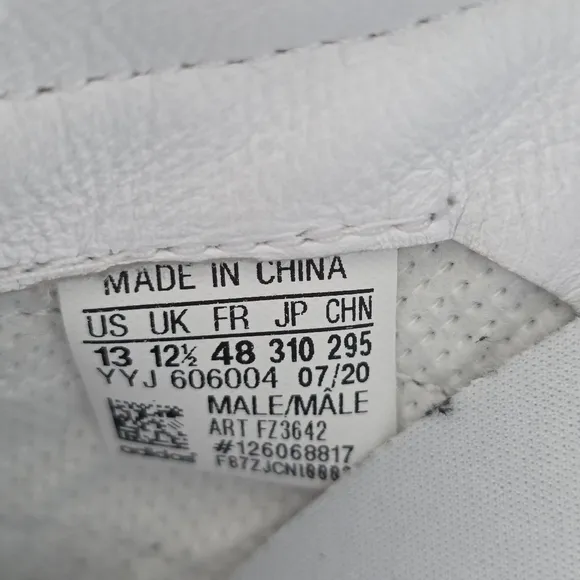 MADE IN CHINA
US UK FR JP CHN
13 12½ 48 310 295
YYJ 606004 07/20
MALE/MÂLE
ART FZ3642
#126068817
adidas